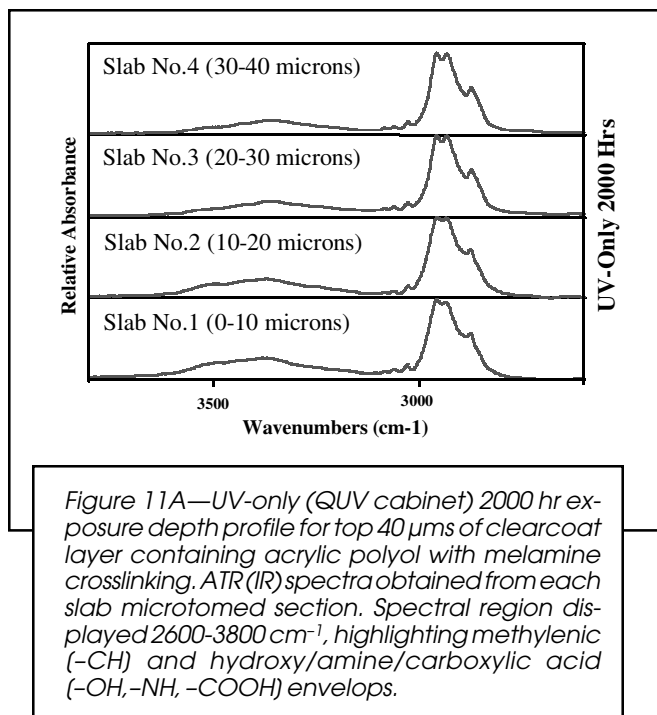 Slab No.4 (30-40 microns)
Slab No.3 (20-30 microns)
Slab No.2 (10-20 microns)
Slab No.1 (0-10 microns)
Relative Absorbance
UV-Only 2000 Hrs
3500
3000
Wavenumbers (cm-1)
Figure 11A—UV-only (QUV cabinet) 2000 hr ex-
posure depth profile for top 40 µms of clearcoat
layer containing acrylic polyol with melamine
crosslinking. ATR (IR) spectra obtained from each
slab microtomed section. Spectral region dis-
played 2600-3800 cm⁻¹, highlighting methylenic
(–CH) and hydroxy/amine/carboxylic acid
(–OH,–NH, –COOH) envelops.